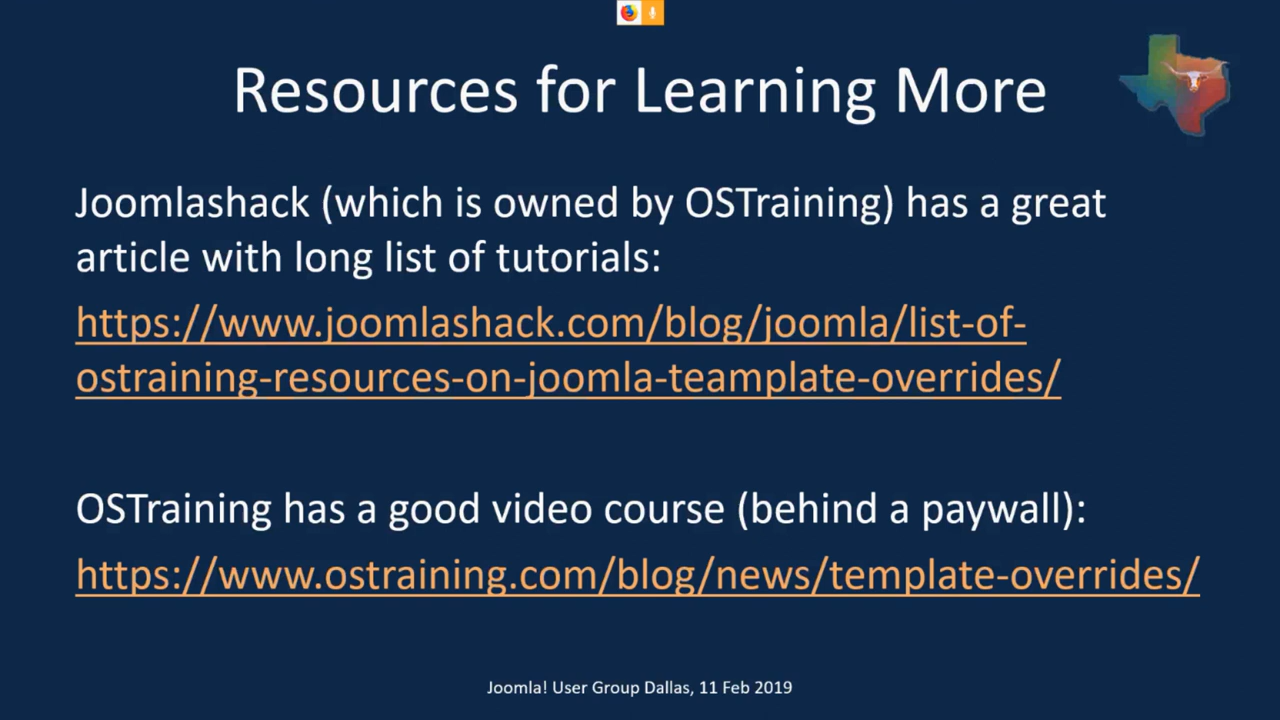 Resources for Learning More
Joomlashack (which is owned by OSTraining) has a great
article with long list of tutorials:
https://www.joomlashack.com/blog/joomla/list-of-
ostraining-resources-on-joomla-teamplate-overrides/
OSTraining has a good video course (behind a paywall):
https://www.ostraining.com/blog/news/template-overrides/
Joomla! User Group Dallas, 11 Feb 2019